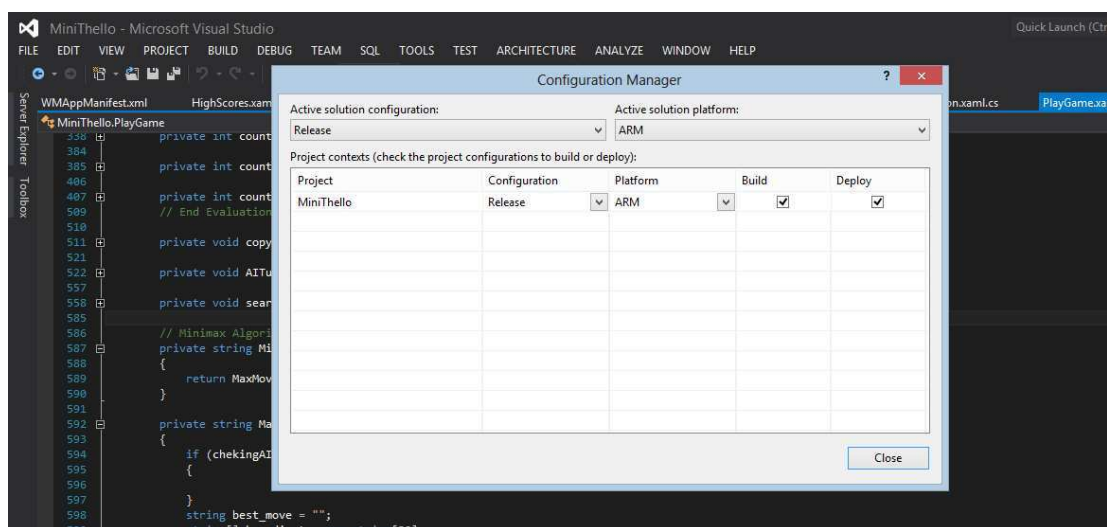 MiniThello - Microsoft Visual Studio
Quick Launch (Ctr
FILE EDIT VIEW PROJECT BUILD DEBUG TEAM SQL TOOLS TEST ARCHITECTURE ANALYZE WINDOW HELP
Server Explorer
Toolbox
WMAppManifest.xml HighScores.xam
on.xaml.cs PlayGame.xa
MiniThello.PlayGame
338 private int count
384
385 private int count
406
407 private int count
509 // End Evaluation
510
511 private void copy
521
522 private void AITu
557
558 private void sear
585
586 // Minimax Algori
587 private string Mi
588 {
589 return MaxMov
590 }
591
592 private string Ma
593 {
594 if (chekingAI
595 {
596
597 }
598 string best_move = "";
Configuration Manager
?
Active solution configuration: Active solution platform:
Release ARM
Project contexts (check the project configurations to build or deploy):
Project Configuration Platform Build Deploy
MiniThello Release ARM
Close